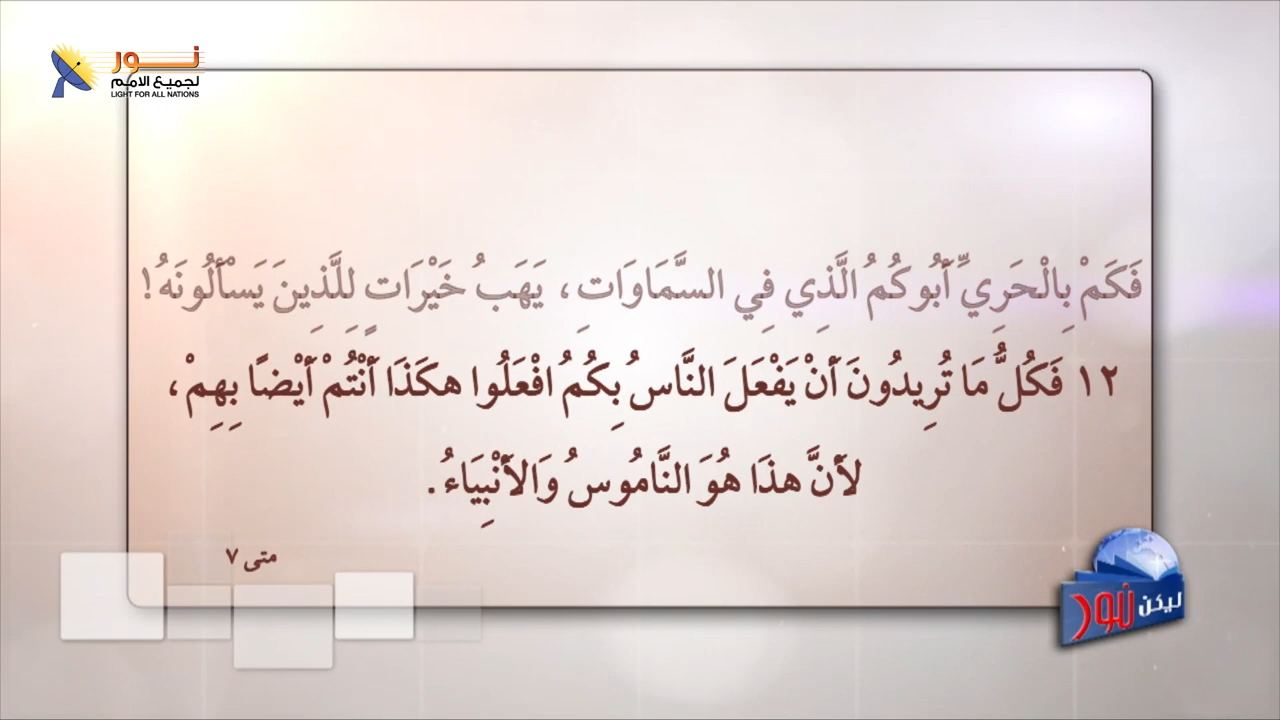 نور
لجميع الامم
LIGHT FOR ALL NATIONS
فَكَمْ بِالْحَرِيِّ أَبُوكُمُ الَّذِي فِي السَّمَاوَاتِ، يَهَبُ خَيْرَاتٍ لِلَّذِينَ يَسْأَلُونَهُ!
١٢ فَكُلُّ مَا تُرِيدُونَ أَنْ يَفْعَلَ النَّاسُ بِكُمُ افْعَلُوا هكَذَا أَنْتُمْ أَيْضًا بِهِمْ،
لأَنَّ هذَا هُوَ النَّامُوسُ وَالأَنْبِيَاءُ.
متى ٧
ليكن نور